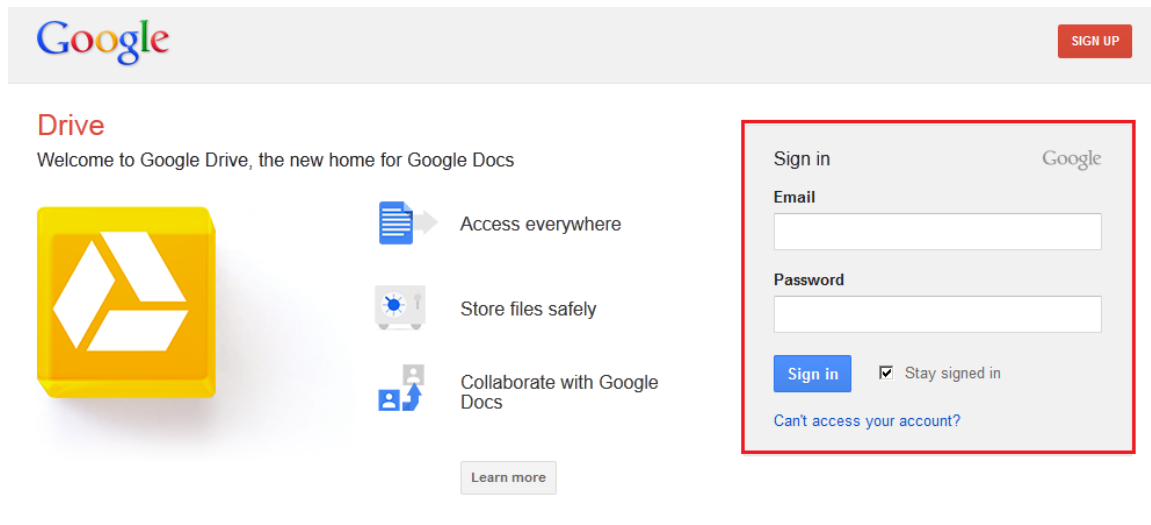 Google
SIGN UP
Drive
Welcome to Google Drive, the new home for Google Docs
Access everywhere
Store files safely
Collaborate with Google
Docs
Learn more
Sign in
Google
Email
Password
Sign in
Stay signed in
Can't access your account?